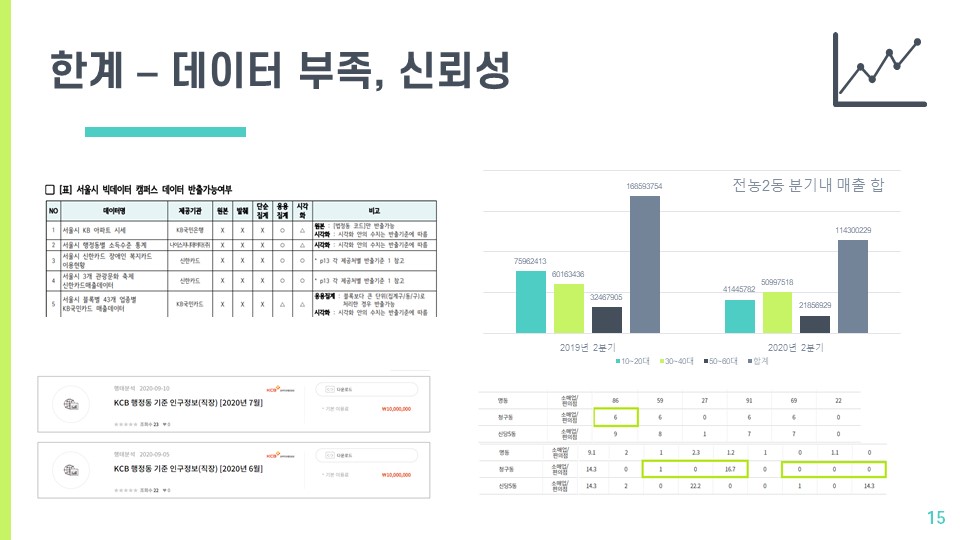 한계 – 데이터 부족, 신뢰성
□ [표] 서울시 빅데이터 캠퍼스 데이터 반출가능여부
NO 데이터명 제공기관 원본 발췌 단순집계 응용집계 시각화 비고
1 서울시 KB 아파트 시세 KB국민은행 X X X ○ △ 원본 : [법정동 코드]만 반출가능
시각화 : 시각화 안의 수치는 반출기준에 따름
2 서울시 행정동별 소득수준 통계 나이스지니데이타(주) X X X ○ △ 시각화 : 시각화 안의 수치는 반출기준에 따름
3 서울시 신한카드 장애인 복지카드
이용현황 신한카드 X X X ○ ○ * p13 각 제공처별 반출기준 1 참고
4 서울시 3개 관광문화 축제
신한카드매출데이터 신한카드 X X X ○ ○ * p13 각 제공처별 반출기준 1 참고
5 서울시 블록별 43개 업종별
KB국민카드 매출데이터 KB국민카드 X X X △ △ 응용집계 : 블록보다 큰 단위(집계구/동/구)로
처리한 경우 반출가능
시각화 : 시각화 안의 수치는 반출기준에 따름
전농2동 분기내 매출 합
168593754
75962413
60163436
32467905
114300229
41445782
50997518
21856929
2019년 2분기
2020년 2분기
10~20대 30~40대 50~60대 합계
행대분석 2020-09-10
KCB
KCB 행정동 기준 인구정보(직장) [2020년 7월]
★★★★★ 조회수 23 ♥ 0
다운로드
기본 이용료 ₩10,000,000
행대분석 2020-09-05
KCB
KCB 행정동 기준 인구정보(직장) [2020년 6월]
★★★★★ 조회수 22 ♥ 0
다운로드
기본 이용료 ₩10,000,000
명동 소매업/편의점 86 59 27 91 69 22
청구동 소매업/편의점 6 6 0 6 6 0
신당5동 소매업/편의점 9 8 1 7 7 0
명동 소매업/편의점 9.1 2 1 2.3 1.2 1 0 1.1 0
청구동 소매업/편의점 14.3 0 1 0 16.7 0 0 0 0
신당5동 소매업/편의점 14.3 2 0 22.2 0 0 1 0 14.3
15